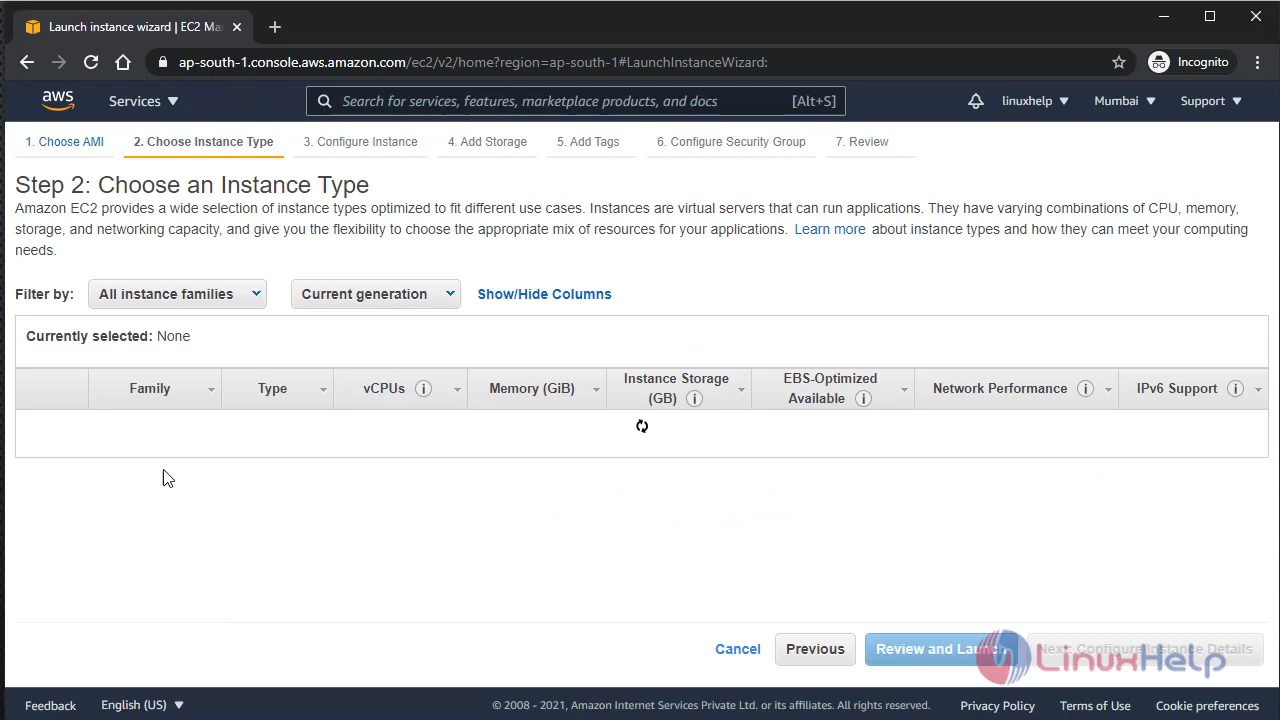 Launch instance wizard | EC2 Ma
ap-south-1.console.aws.amazon.com/ec2/v2/home?region=ap-south-1#LaunchInstanceWizard:
Incognito
aws
Services
Search for services, features, marketplace products, and docs
[Alt+S]
linuxhelp
Mumbai
Support
1. Choose AMI
2. Choose Instance Type
3. Configure Instance
4. Add Storage
5. Add Tags
6. Configure Security Group
7. Review
Step 2: Choose an Instance Type
Amazon EC2 provides a wide selection of instance types optimized to fit different use cases. Instances are virtual servers that can run applications. They have varying combinations of CPU, memory,
storage, and networking capacity, and give you the flexibility to choose the appropriate mix of resources for your applications. Learn more about instance types and how they can meet your computing
needs.
Filter by:
All instance families
Current generation
Show/Hide Columns
Currently selected: None
Family
Type
vCPUs
Memory (GiB)
Instance Storage
(GB)
EBS-Optimized
Available
Network Performance
IPv6 Support
Cancel
Previous
Review and Launch
Next: Configure Instance Details
LinuxHelp
Feedback
English (US)
© 2008 - 2021, Amazon Internet Services Private Ltd. or its affiliates. All rights reserved.
Privacy Policy
Terms of Use
Cookie preferences